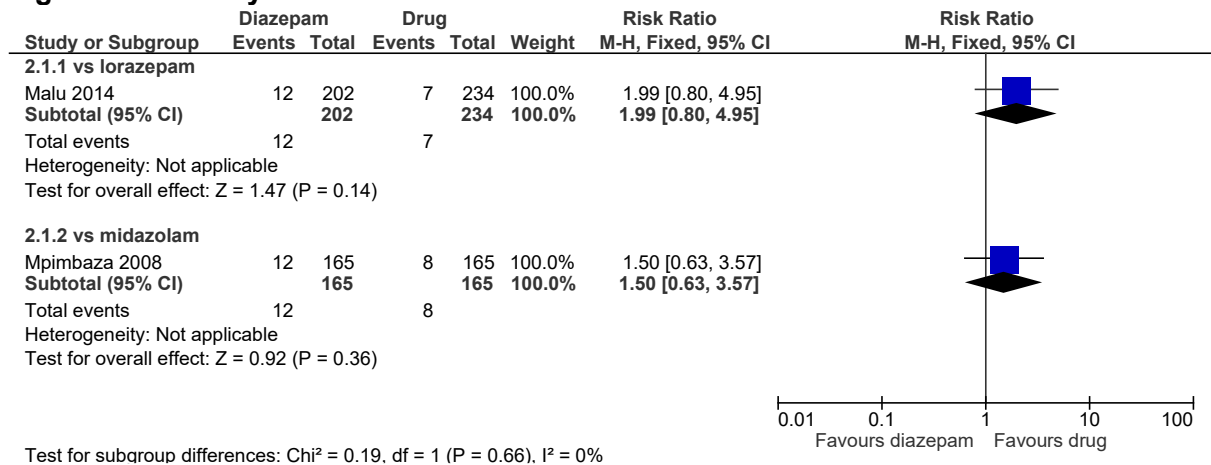 Diazepam Drug Risk Ratio Risk Ratio
Study or Subgroup Events Total Events Total Weight M-H, Fixed, 95% CI M-H, Fixed, 95% CI
2.1.1 vs lorazepam
Malu 2014 12 202 7 234 100.0% 1.99 [0.80, 4.95]
Subtotal (95% CI) 202 234 100.0% 1.99 [0.80, 4.95]
Total events 12 7
Heterogeneity: Not applicable
Test for overall effect: Z = 1.47 (P = 0.14)
2.1.2 vs midazolam
Mpimbaza 2008 12 165 8 165 100.0% 1.50 [0.63, 3.57]
Subtotal (95% CI) 165 165 100.0% 1.50 [0.63, 3.57]
Total events 12 8
Heterogeneity: Not applicable
Test for overall effect: Z = 0.92 (P = 0.36)
0.01 0.1 1 10 100
Favours diazepam Favours drug
Test for subgroup differences: Chi² = 0.19, df = 1 (P = 0.66), I² = 0%